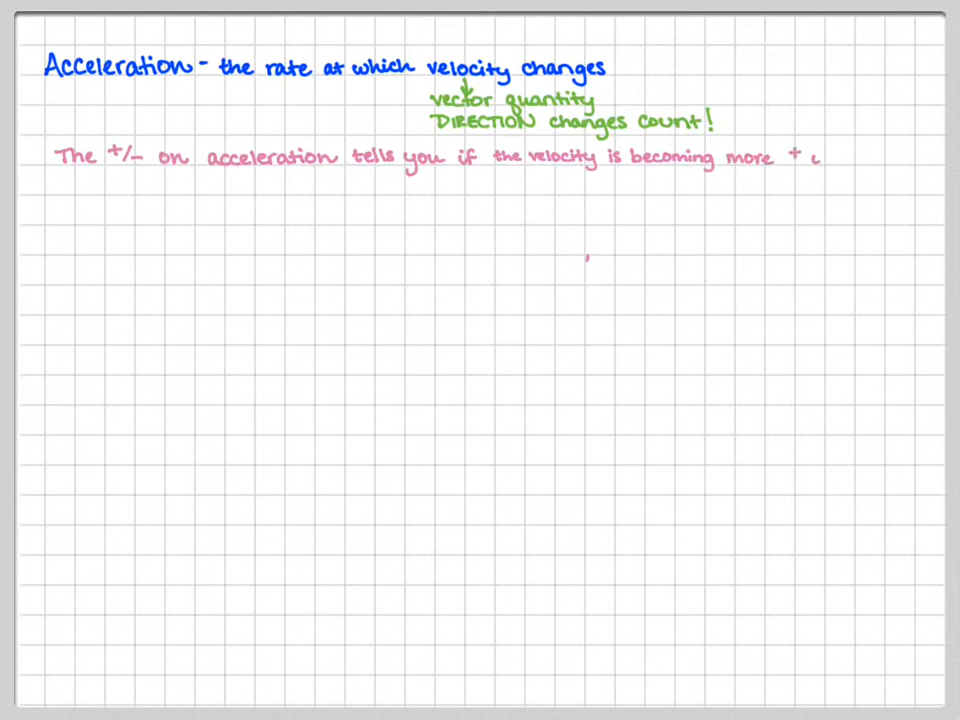 Acceleration - the rate at which velocity changes
vector quantity
DIRECTION changes count!
The +/- on acceleration tells you if the velocity is becoming more +